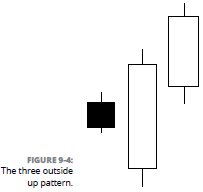 FIGURE 9-4:
The three outside
up pattern.